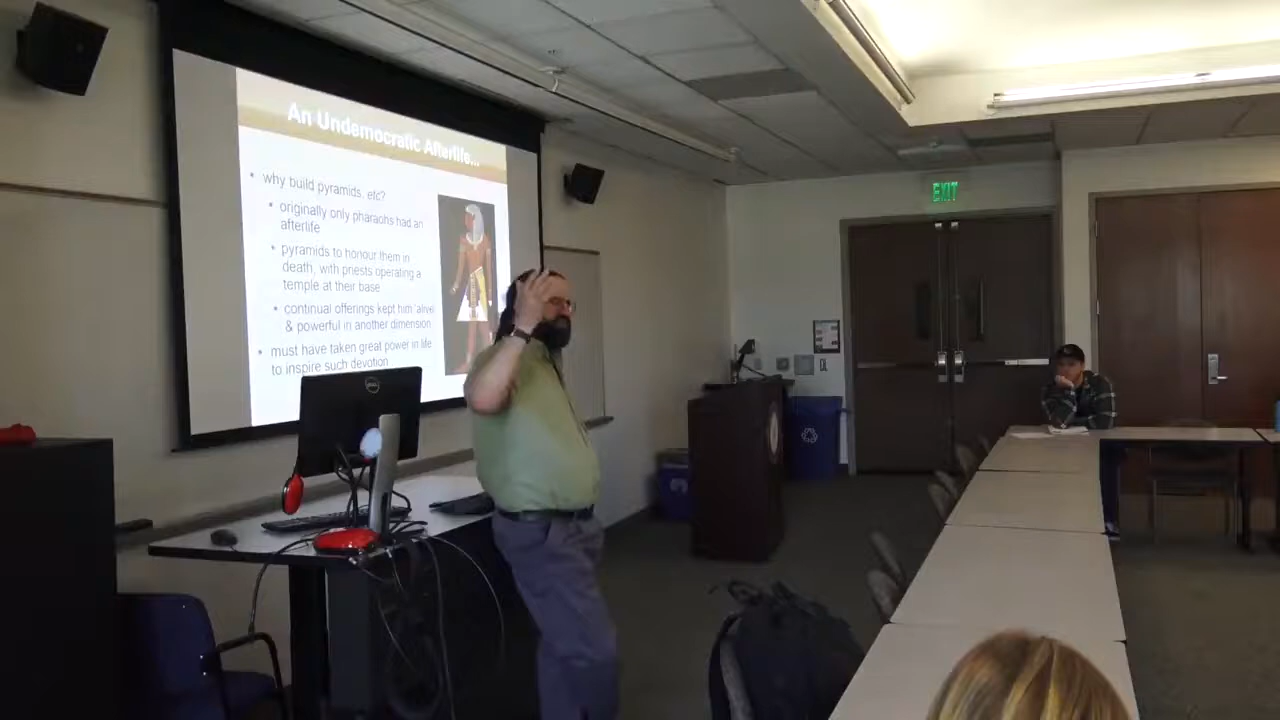 An Undemocratic Afterlife...
• why build pyramids, etc?
• originally only pharaohs had an
afterlife
• pyramids to honour them in
death, with priests operating a
temple at their base
• continual offerings kept him 'alive'
& powerful in another dimension
• must have taken great power in life
to inspire such devotion
DELL
EXIT